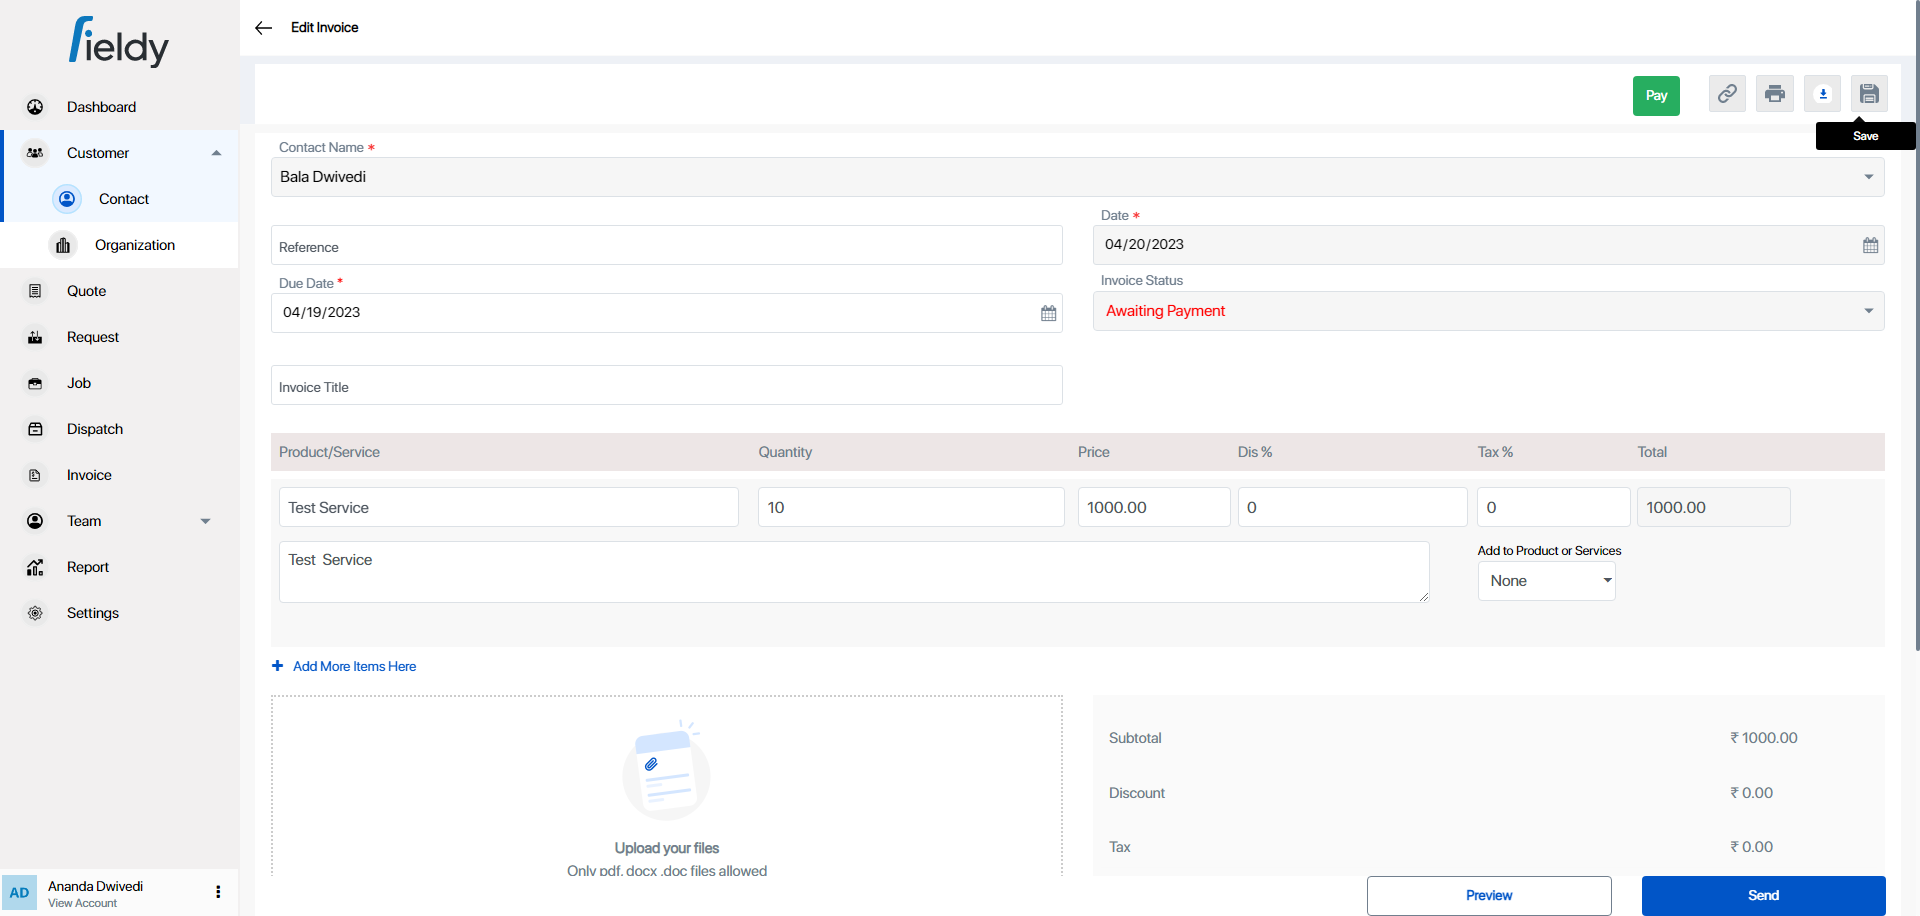 fieldy
Edit Invoice
Dashboard
Pay
Customer
Save
Contact Name *
Bala Dwivedi
Contact
Date *
Organization
Reference
04/20/2023
Due Date *
Invoice Status
Quote
04/19/2023
Awaiting Payment
Request
Job
Invoice Title
Dispatch
Product/Service Quantity Price Dis % Tax % Total
Invoice
Test Service 10 1000.00 0 0 1000.00
Team
Test Service
Add to Product or Services
Report
None
Settings
+ Add More Items Here
Subtotal ₹ 1000.00
Discount ₹ 0.00
Upload your files
Tax ₹ 0.00
Only pdf, docx .doc files allowed
AD
Ananda Dwivedi
View Account
Preview
Send